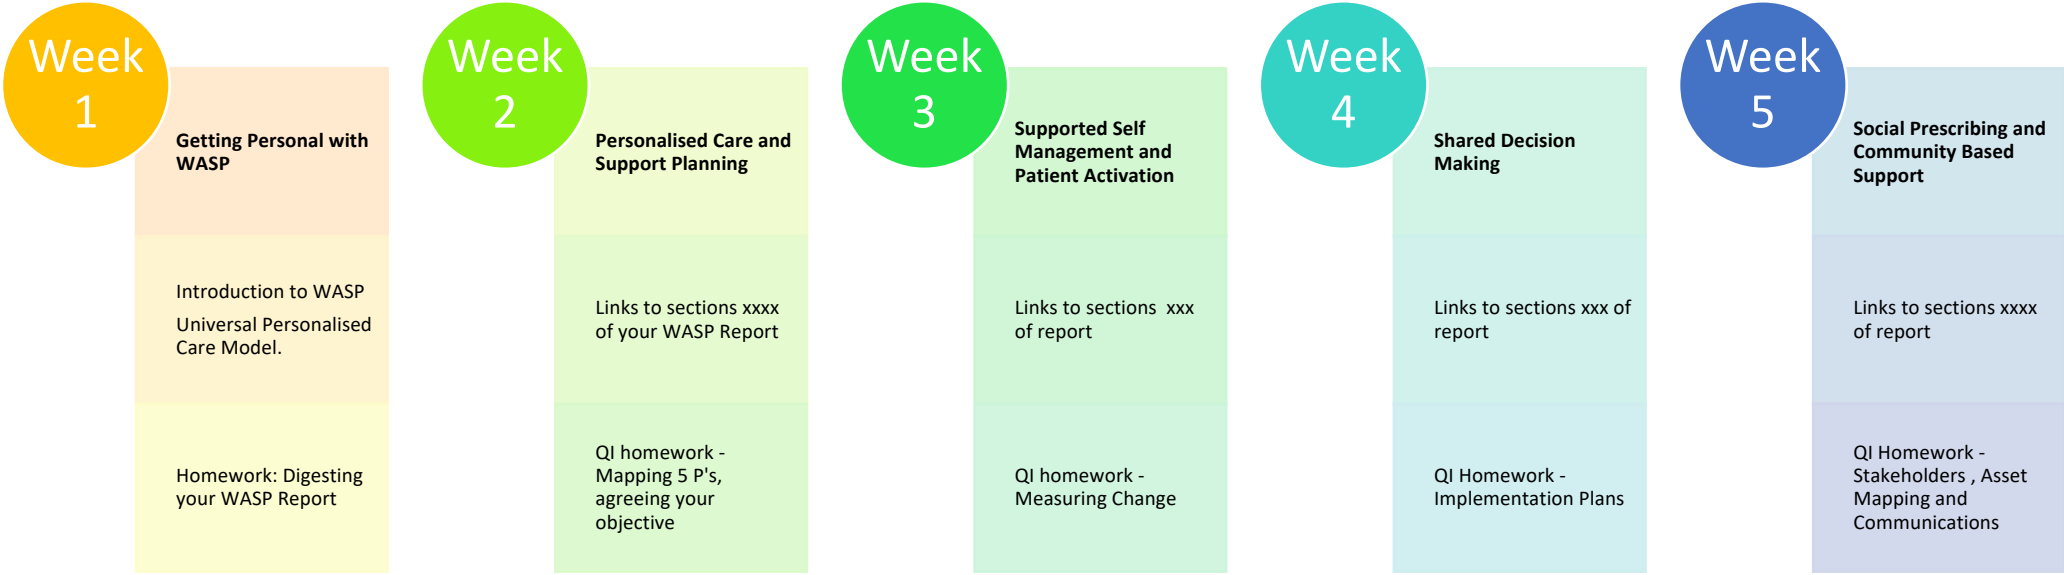 Week
1
Getting Personal with
WASP
Introduction to WASP
Universal Personalised
Care Model.
Homework: Digesting
your WASP Report
Week
2
Personalised Care and
Support Planning
Links to sections xxxx
of your WASP Report
QI homework -
Mapping 5 P's,
agreeing your
objective
Week
3
Supported Self
Management and
Patient Activation
Links to sections  xxx
of report
QI homework -
Measuring Change
Week
4
Shared Decision
Making
Links to sections xxx of
report
QI Homework -
Implementation Plans
Week
5
Social Prescribing and
Community Based
Support
Links to sections xxxx
of report
QI Homework -
Stakeholders , Asset
Mapping and
Communications